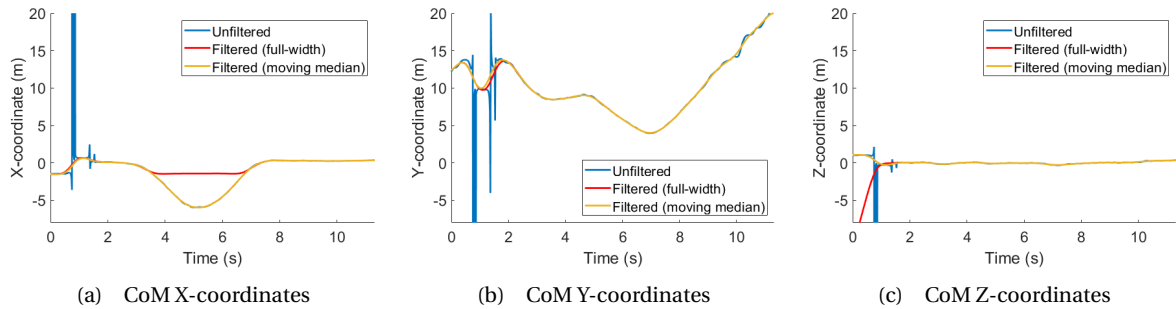 20
15
10
5
0
-5
X-coordinate (m)
0 2 4 6 8 10
Time (s)
Unfiltered
Filtered (full-width)
Filtered (moving median)
(a) CoM X-coordinates
20
15
10
5
0
-5
Y-coordinate (m)
0 2 4 6 8 10
Time (s)
Unfiltered
Filtered (full-width)
Filtered (moving median)
(b) CoM Y-coordinates
20
15
10
5
0
-5
Z-coordinate (m)
0 2 4 6 8 10
Time (s)
Unfiltered
Filtered (full-width)
Filtered (moving median)
(c) CoM Z-coordinates